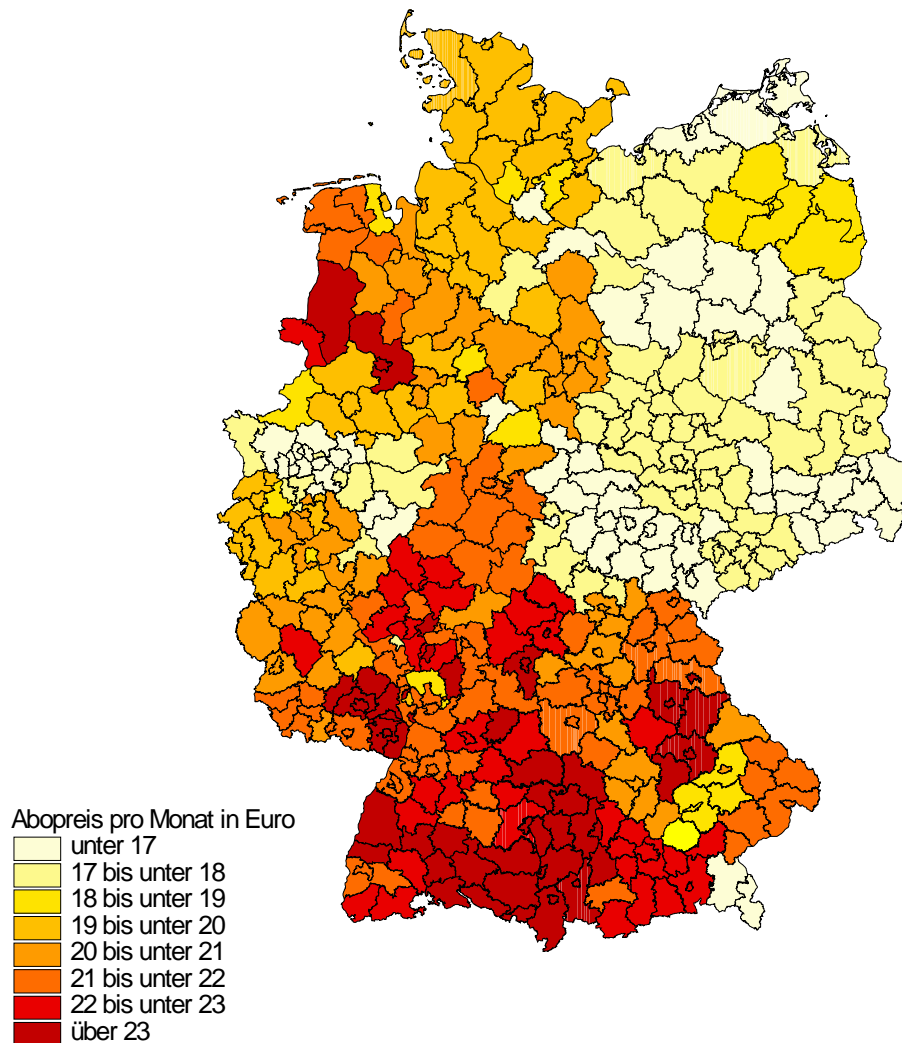 Abopreis pro Monat in Euro
unter 17
17 bis unter 18
18 bis unter 19
19 bis unter 20
20 bis unter 21
21 bis unter 22
22 bis unter 23
über 23